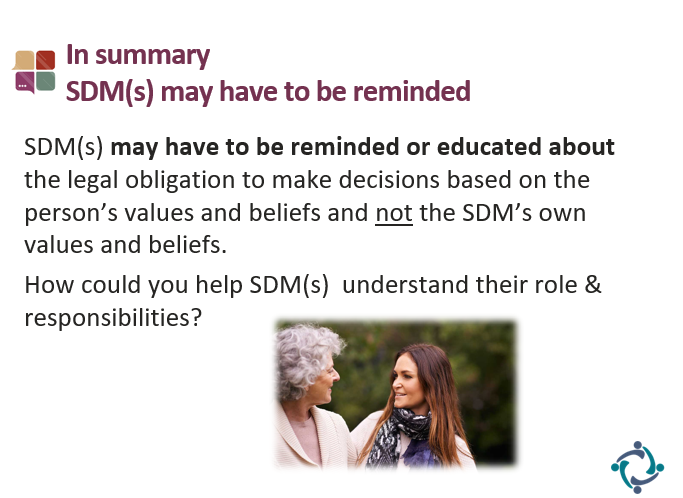 In summary
SDM(s) may have to be reminded
SDM(s) may have to be reminded or educated about
the legal obligation to make decisions based on the
person’s values and beliefs and not the SDM’s own
values and beliefs.
How could you help SDM(s)  understand their role &
responsibilities?